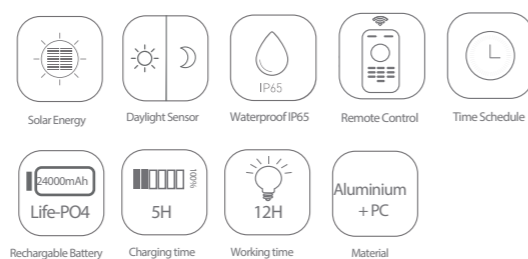 IP65
Solar Energy
Daylight Sensor
Waterproof IP65
Remote Control
Time Schedule
24000mAh
Life-PO4
100%
5H
12H
Aluminium
+ PC
Rechargable Battery
Charging time
Working time
Material